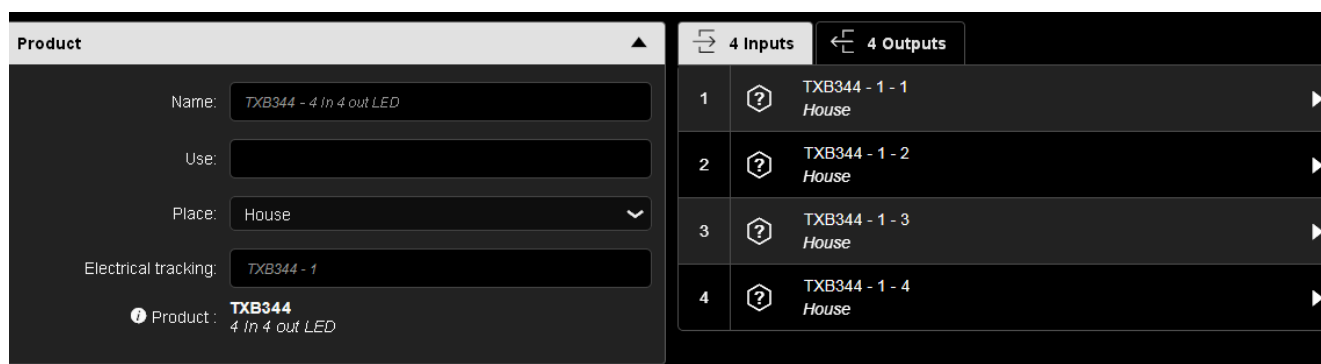 Product
Name: TXB344 - 4 In 4 out LED
Use:
Place: House
Electrical tracking: TXB344 - 1
Product : TXB344
4 In 4 out LED
4 Inputs
4 Outputs
1 TXB344 - 1 - 1
House
2 TXB344 - 1 - 2
House
3 TXB344 - 1 - 3
House
4 TXB344 - 1 - 4
House